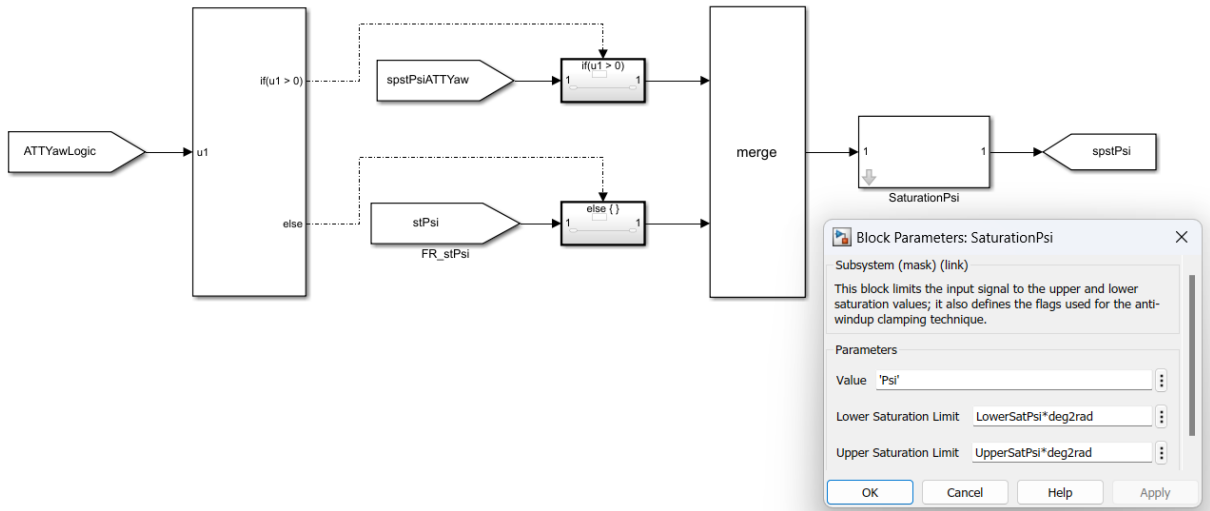 ATTYawLogic
u1
if(u1 > 0)
else
spstPsiATTYaw
if(u1 > 0)
1
1
stPsi
FR_stPsi
else { }
1
1
merge
1
1
SaturationPsi
spstPsi
Block Parameters: SaturationPsi
Subsystem (mask) (link)
This block limits the input signal to the upper and lower
saturation values; it also defines the flags used for the anti-
windup clamping technique.
Parameters
Value 'Psi'
Lower Saturation Limit LowerSatPsi*deg2rad
Upper Saturation Limit UpperSatPsi*deg2rad
OK Cancel Help Apply